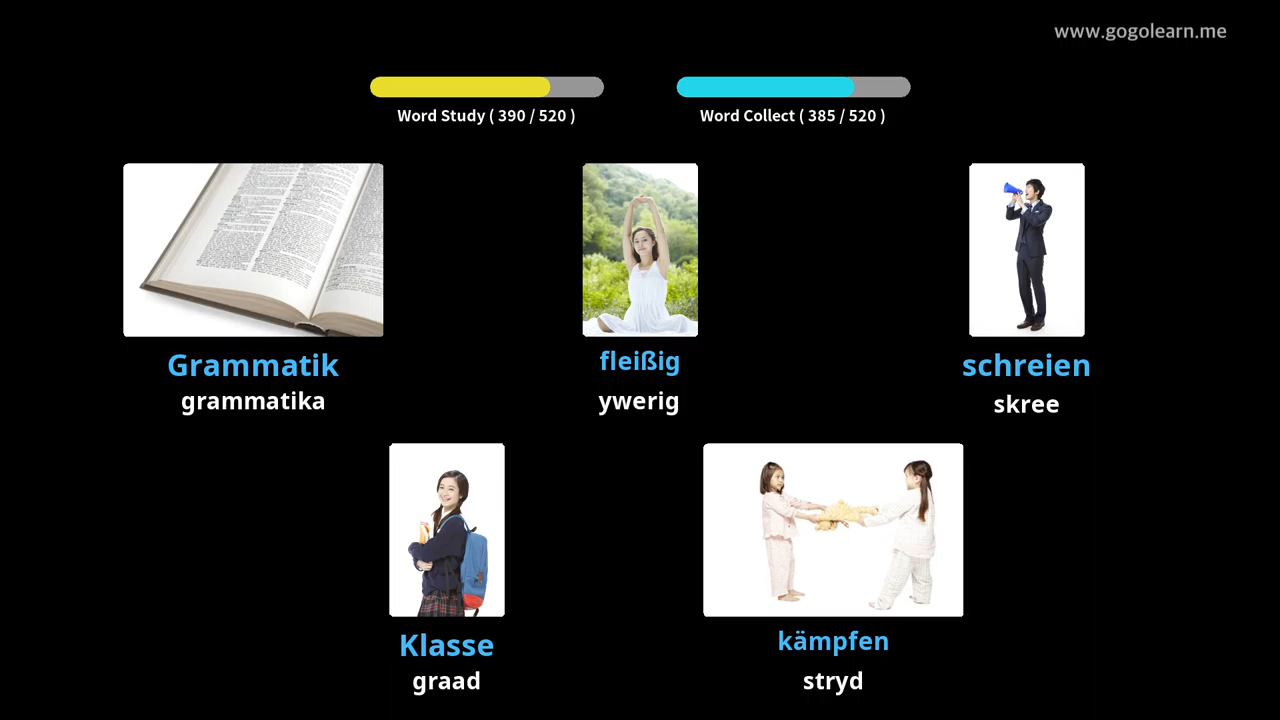 www.gogolearn.me
Word Study ( 390 / 520 )
Word Collect ( 385 / 520 )
Grammatik
grammatika
fleißig
ywerig
schreien
skree
Klasse
graad
kämpfen
stryd